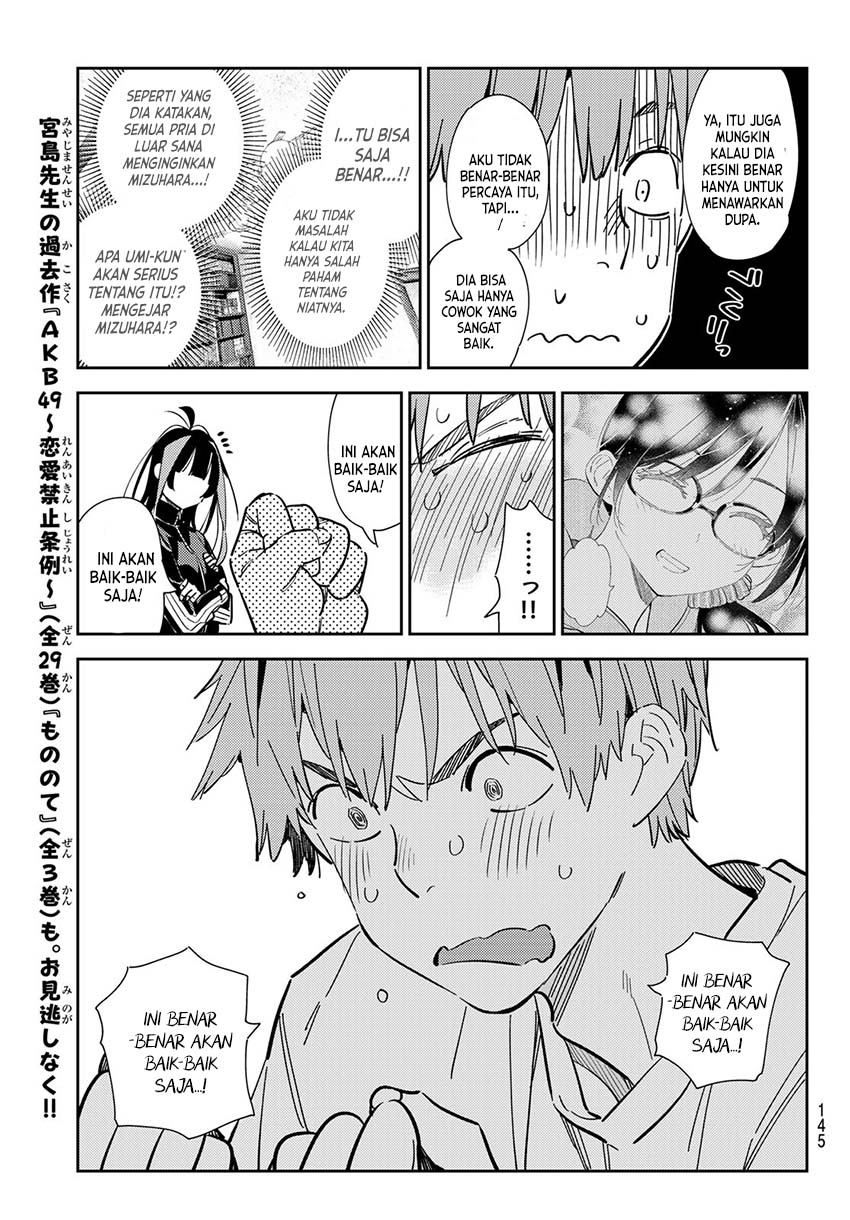 YA, ITU JUGA
MUNGKIN
KALAU DIA
KESINI BENAR
HANYA UNTUK
MENAWARKAN
DUPA.
AKU TIDAK
BENAR-BENAR
PERCAYA ITU,
TAPI...
DIA BISA
SAJA HANYA
COWOK YANG
SANGAT
BAIK.
I...TU BISA
SAJA
BENAR...!!
AKU TIDAK
MASALAH
KALAU KITA
HANYA SALAH
PAHAM
TENTANG
NIATNYA.
SEPERTI YANG
DIA KATAKAN,
SEMUA PRIA DI
LUAR SANA
MENGINGINKAN
MIZUHARA...!
APA UMI-KUN
AKAN SERIUS
TENTANG ITU!?
MENGEJAR
MIZUHARA!?
……っ!!
INI AKAN
BAIK-BAIK
SAJA!
INI AKAN
BAIK-BAIK
SAJA!
INI BENAR
-BENAR AKAN
BAIK-BAIK
SAJA...!
INI BENAR
-BENAR AKAN
BAIK-BAIK
SAJA...!
宮島先生の過去作『AKB49〜恋愛禁止条例〜』(全29巻)『もののて』(全3巻)も。お見逃しなく!!
145